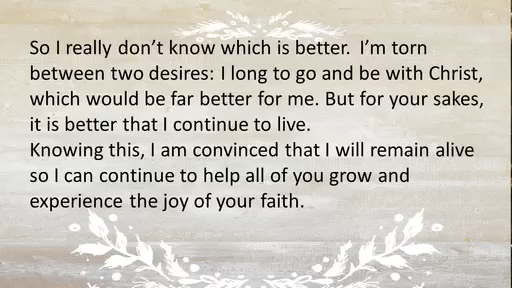 So I really don’t know which is better.  I’m torn
between two desires: I long to go and be with Christ,
which would be far better for me. But for your sakes,
it is better that I continue to live.
Knowing this, I am convinced that I will remain alive
so I can continue to help all of you grow and
experience the joy of your faith.